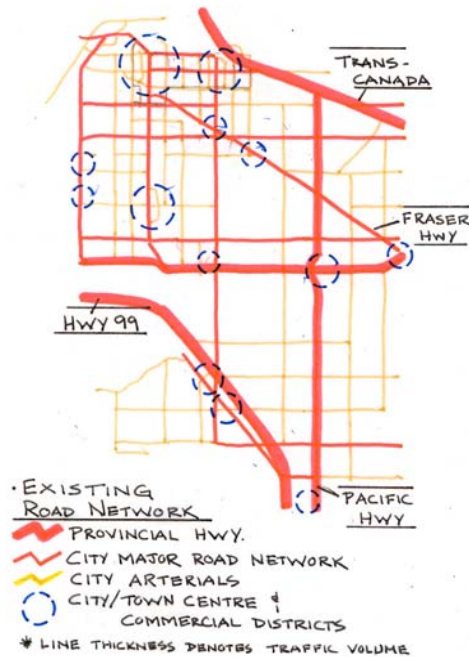 TRANS-
CANADA
FRASER
HWY
HWY 99
PACIFIC
HWY
• EXISTING
ROAD NETWORK
PROVINCIAL HWY.
CITY MAJOR ROAD NETWORK
CITY ARTERIALS
CITY/TOWN CENTRE &
COMMERCIAL DISTRICTS
* LINE THICKNESS DENOTES TRAFFIC VOLUME